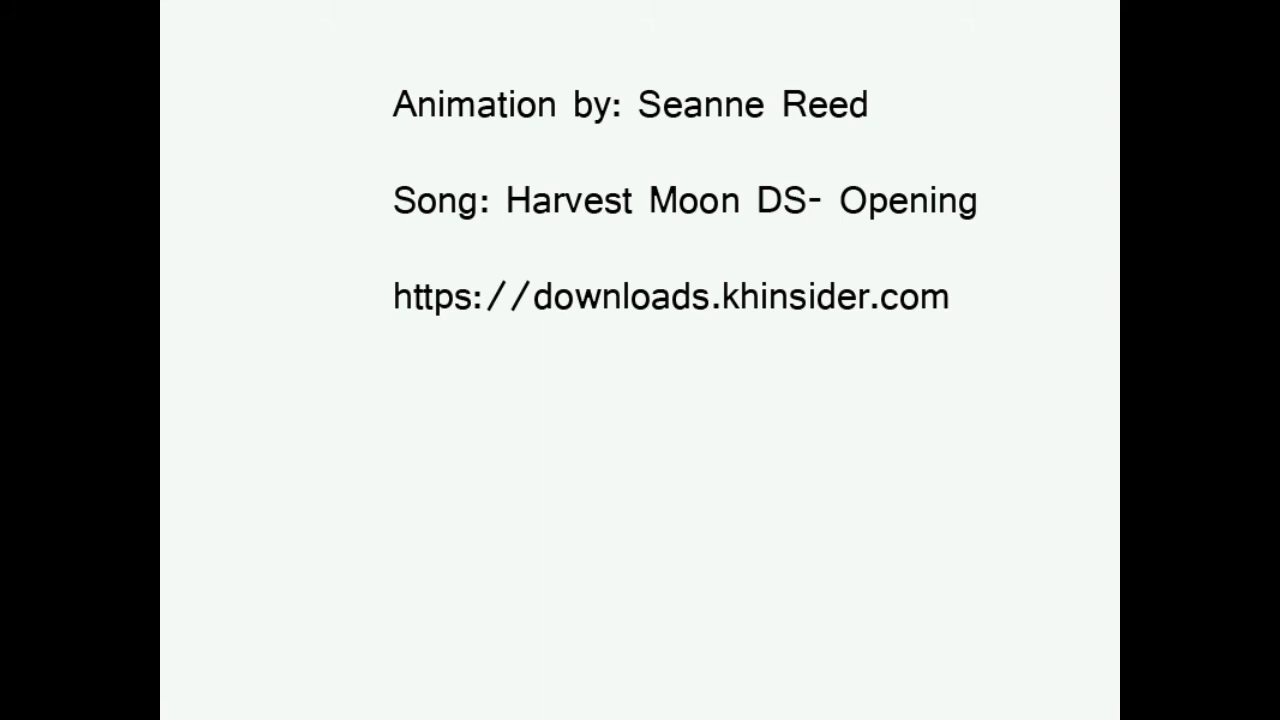 Animation by: Seanne Reed
Song: Harvest Moon DS- Opening
https://downloads.khinsider.com